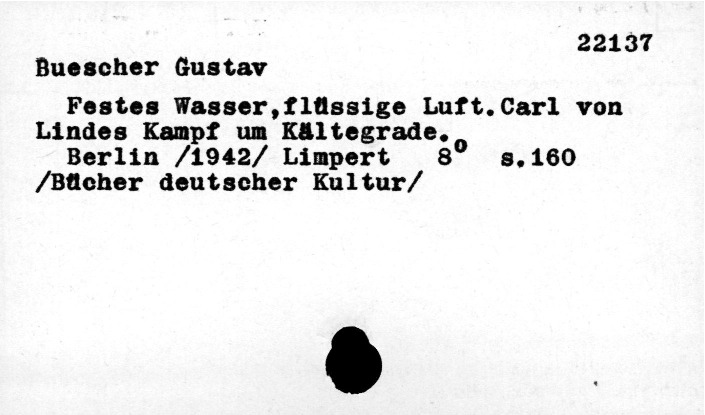 22137
Buescher Gustav
Festes Wasser,flüssige Luft.Carl von
Lindes Kampf um Kältegrade.
Berlin /1942/ Limpert 8⁰ s.160
/Bücher deutscher Kultur/